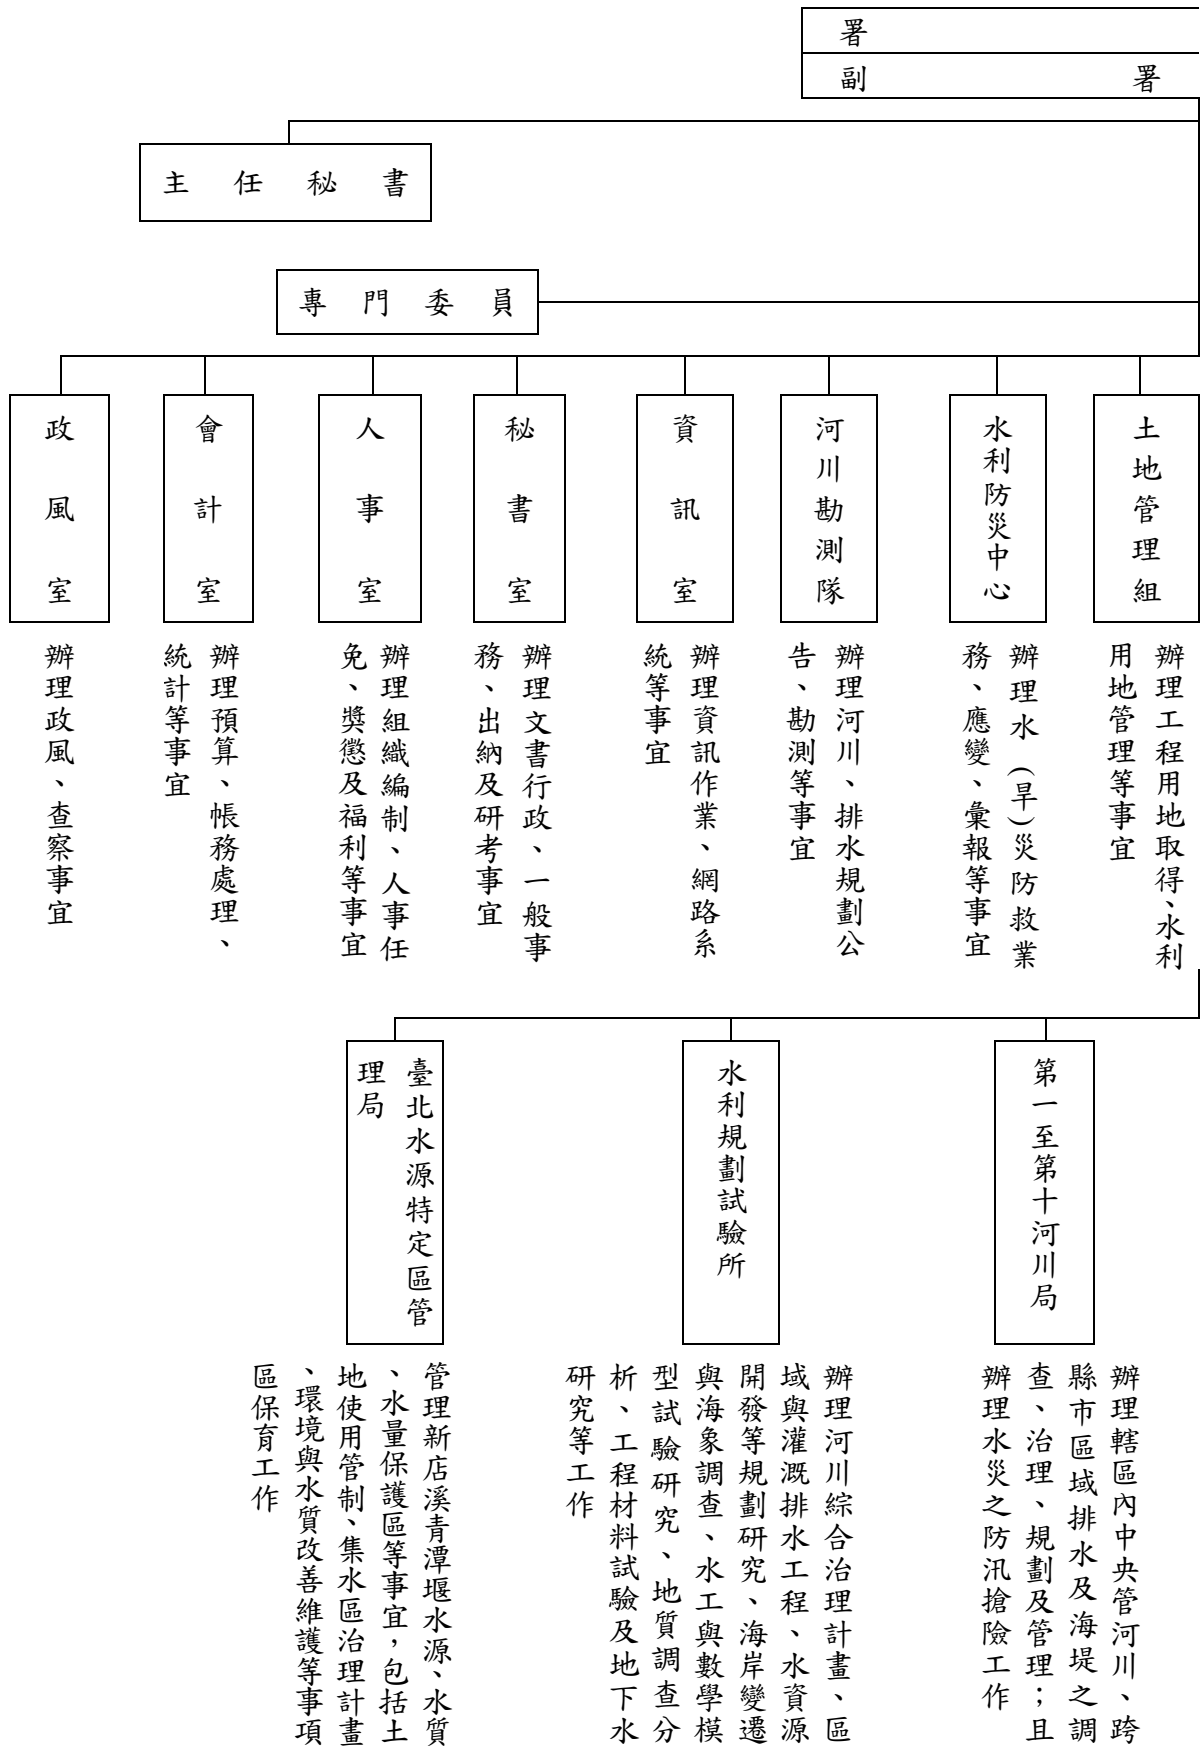 署
副署
主任秘書
專門委員
土地管理組
辦理工程用地取得、水利
用地管理等事宜
水利防災中心
辦理水(旱)災防救業
務、應變、彙報等事宜
河川勘測隊
辦理河川、排水規劃公
告、勘測等事宜
資訊室
辦理資訊作業、網路系
統等事宜
秘書室
辦理文書行政、一般事
務、出納及研考事宜
人事室
辦理組織編制、人事任
免、獎懲及福利等事宜
會計室
辦理預算、帳務處理、
統計等事宜
政風室
辦理政風、查察事宜
第一至第十河川局
辦理轄區內中央管河川、跨
縣市區域排水及海堤之調
查、治理、規劃及管理；且
辦理水災之防汛搶險工作
水利規劃試驗所
辦理河川綜合治理計畫、區
域與灌溉排水工程、水資源
開發等規劃研究、海岸變遷
與海象調查、水工與數學模
型試驗研究、地質調查分
析、工程材料試驗及地下水
研究等工作
臺北水源特定區管
理局
管理新店溪青潭堰水源、水質
、水量保護區等事宜，包括土
地使用管制、集水區治理計畫
、環境與水質改善維護等事項
區保育工作